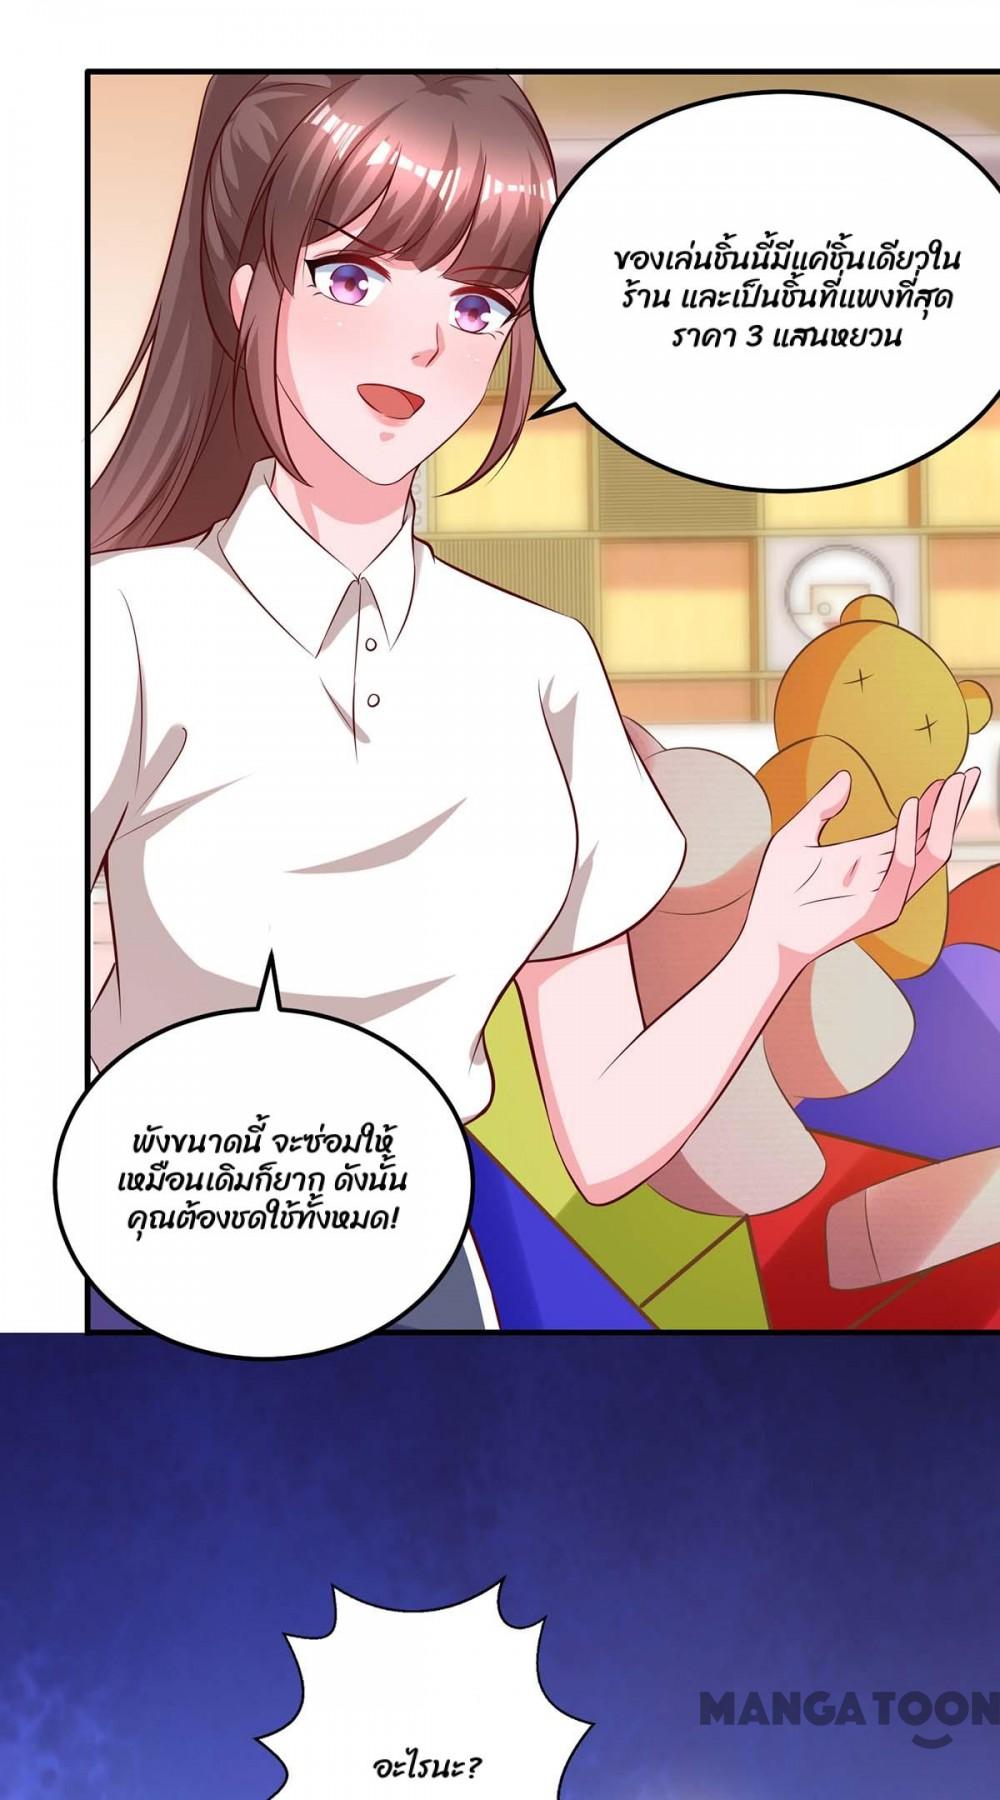 ของเล่นชิ้นนี้มีแค่ชิ้นเดียวใน
ร้าน และเป็นชิ้นที่แพงที่สุด
ราคา 3 แสนหยวน
พังขนาดนี้ จะซ่อมให้
เหมือนเดิมก็ยาก ดังนั้น
คุณต้องชดใช้ทั้งหมด!
MANGATOON
อะไรนะ?